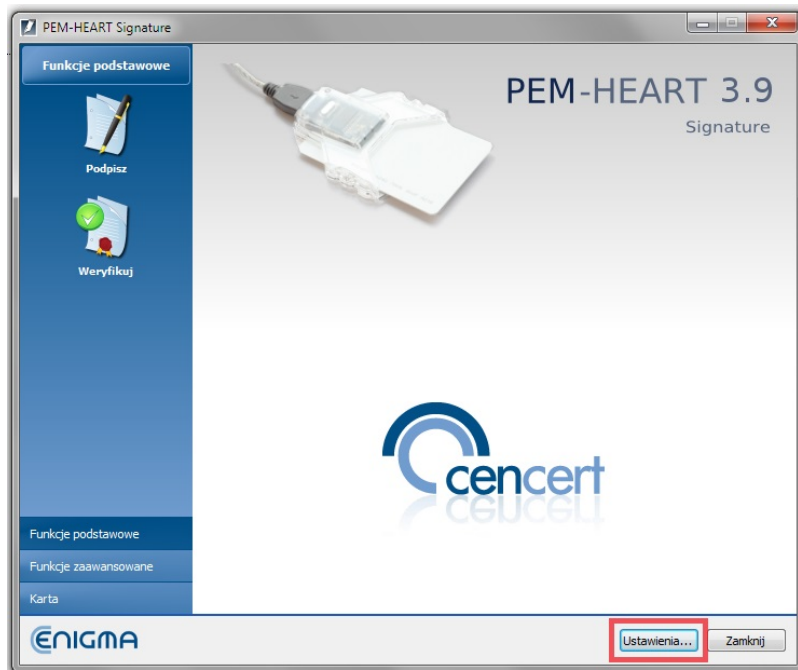 PEM-HEART Signature
Funkcje podstawowe
Podpisz
Weryfikuj
PEM-HEART 3.9
Signature
cencert
Funkcje podstawowe
Funkcje zaawansowane
Karta
ENIGMA
Ustawienia...
Zamknij